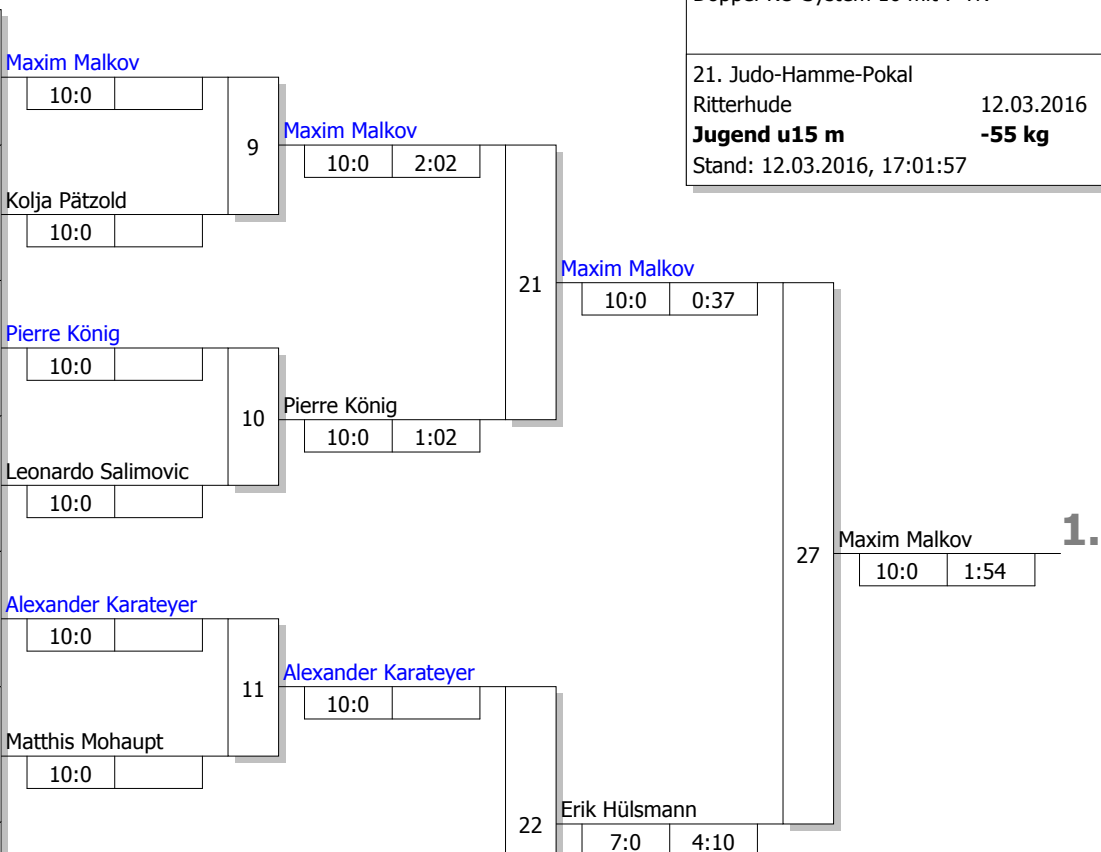 21. Judo-Hamme-Pokal
Ritterhude 12.03.2016
Jugend u15 m -55 kg
Stand: 12.03.2016, 17:01:57
Maxim Malkov
10:0
9
Kolja Pätzold
10:0
Maxim Malkov
10:0 2:02
Pierre König
10:0
10
Leonardo Salimovic
10:0
Pierre König
10:0 1:02
21
Maxim Malkov
10:0 0:37
Alexander Karateyer
10:0
11
Matthis Mohaupt
10:0
Alexander Karateyer
10:0
22
Erik Hülsmann
7:0 4:10
27
Maxim Malkov
10:0 1:54
1.